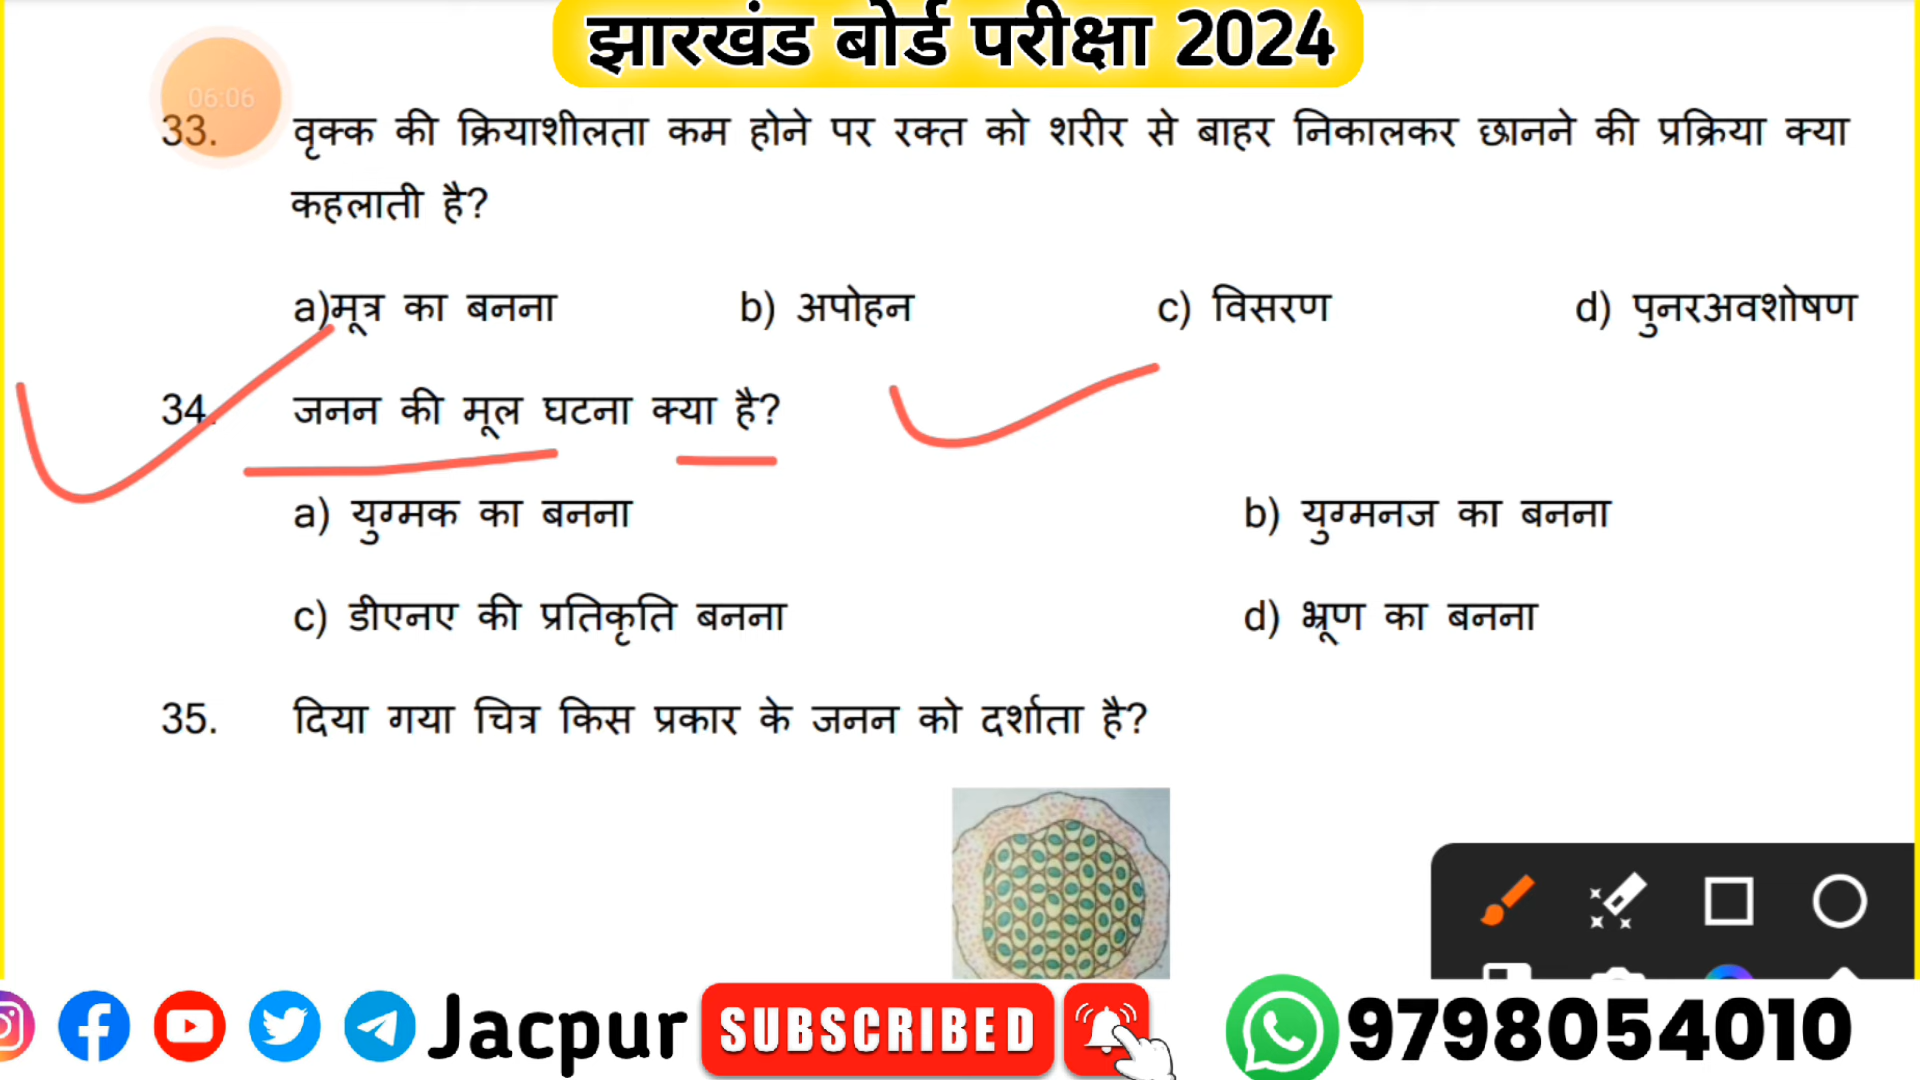 झारखंड बोर्ड परीक्षा 2024
06:06
33. वृक्क की क्रियाशीलता कम होने पर रक्त को शरीर से बाहर निकालकर छानने की प्रक्रिया क्या
कहलाती है?
a)मूत्र का बनना b) अपोहन c) विसरण d) पुनरअवशोषण
34. जनन की मूल घटना क्या है?
a) युग्मक का बनना b) युग्मनज का बनना
c) डीएनए की प्रतिकृति बनना d) भ्रूण का बनना
35. दिया गया चित्र किस प्रकार के जनन को दर्शाता है?
Jacpur SUBSCRIBED 9798054010